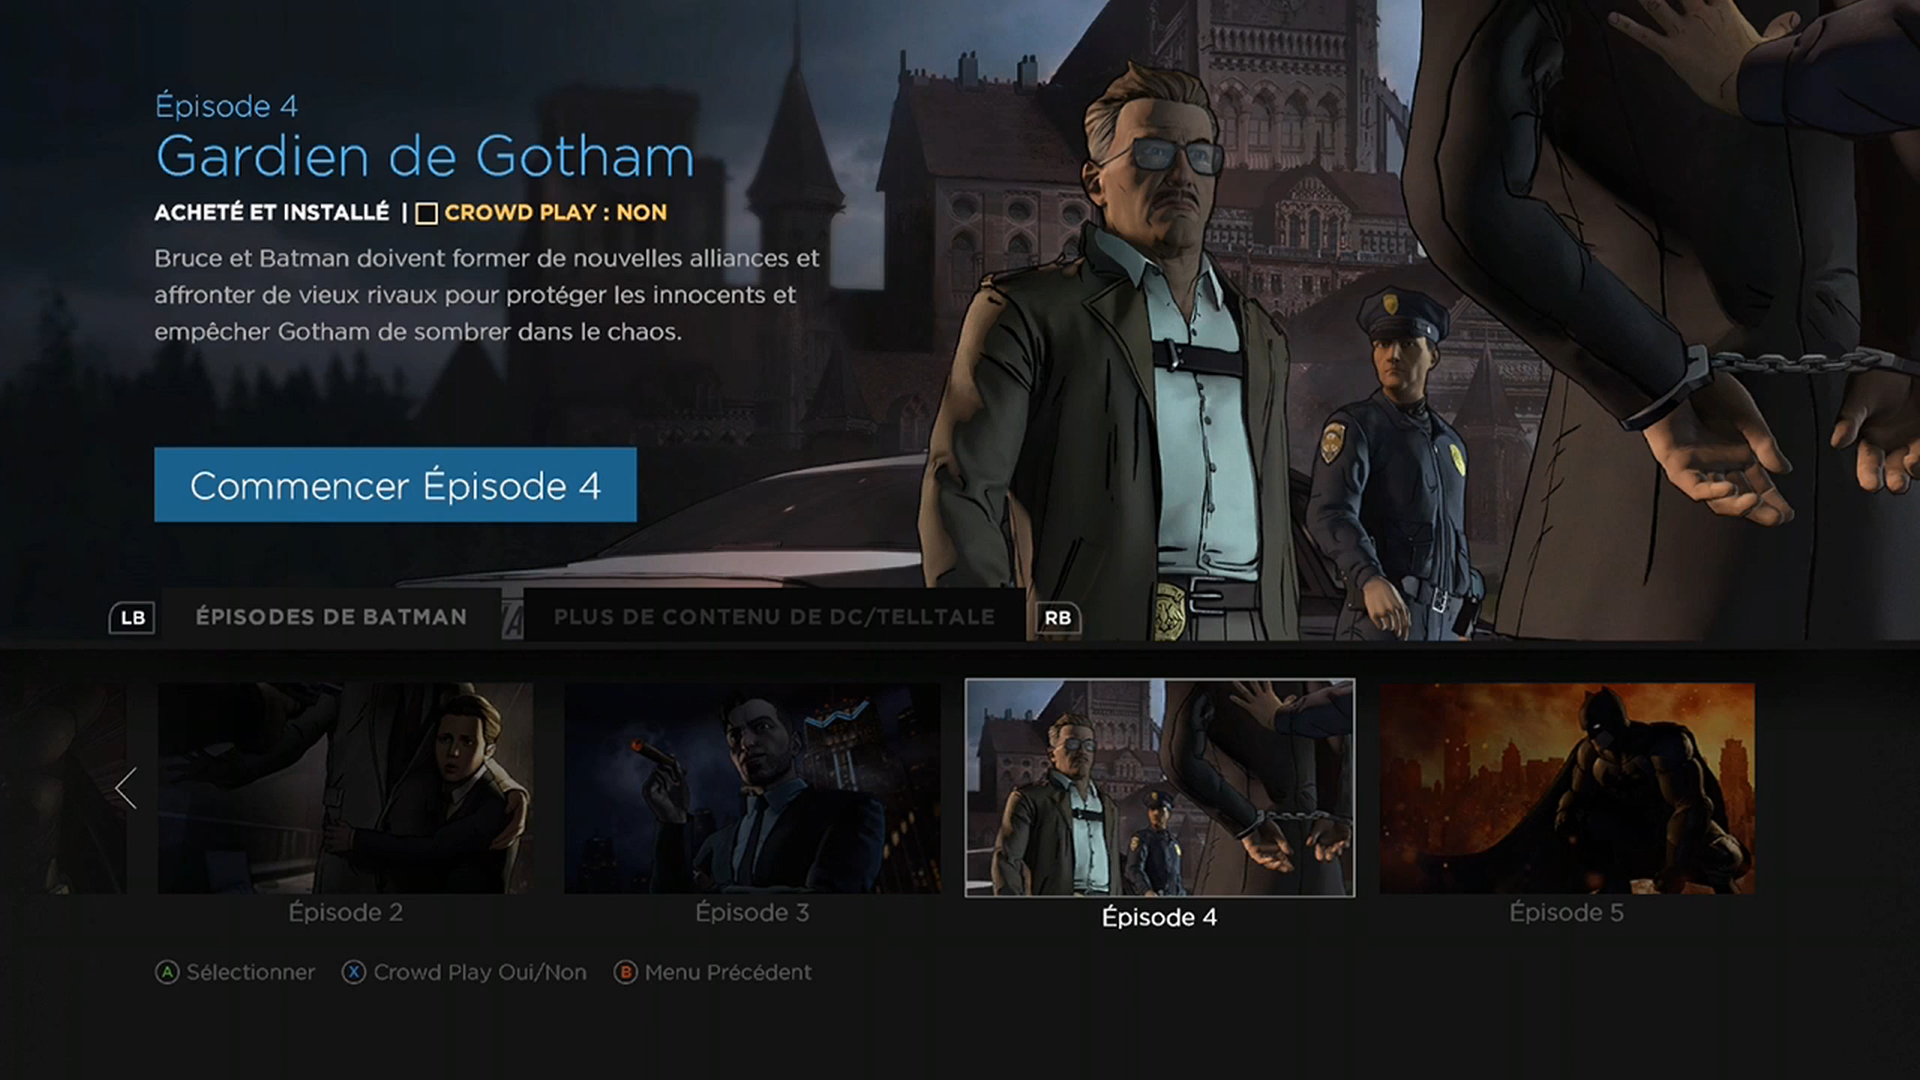 Épisode 4
Gardien de Gotham
ACHETÉ ET INSTALLÉ | CROWD PLAY : NON
Bruce et Batman doivent former de nouvelles alliances et
affronter de vieux rivaux pour protéger les innocents et
empêcher Gotham de sombrer dans le chaos.
Commencer Épisode 4
LB ÉPISODES DE BATMAN PLUS DE CONTENU DE DC/TELLTALE RB
Épisode 2 Épisode 3 Épisode 4 Épisode 5
A Sélectionner X Crowd Play Oui/Non B Menu Précédent